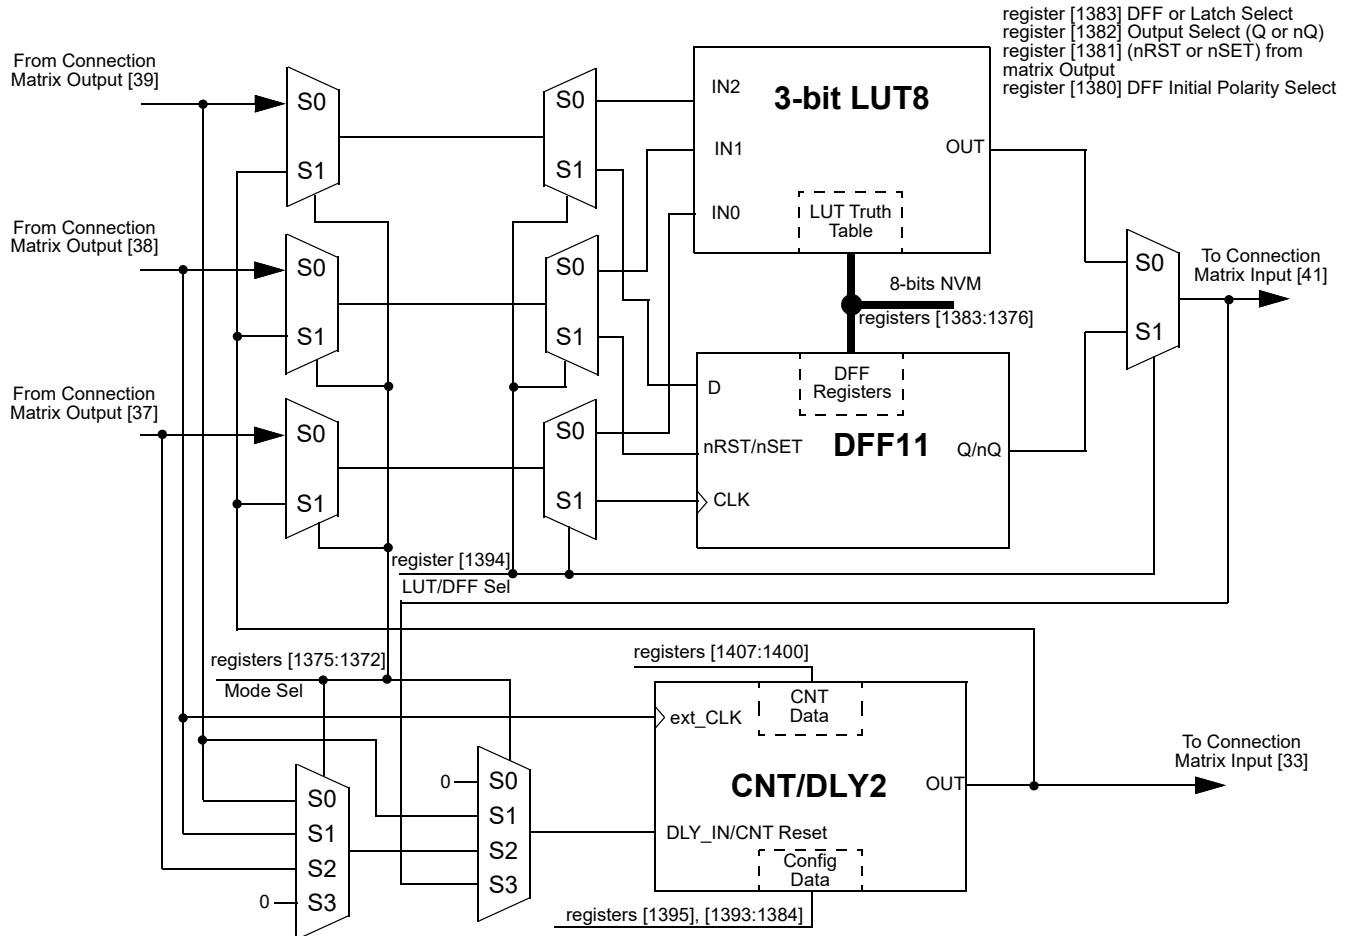 register [1383] DFF or Latch Select
register [1382] Output Select (Q or nQ)
register [1381] (nRST or nSET) from
matrix Output
register [1380] DFF Initial Polarity Select
From Connection
Matrix Output [39]
S0
S1
S0
S1
IN2
IN1
IN0
3-bit LUT8
OUT
LUT Truth
Table
From Connection
Matrix Output [38]
S0
S1
S0
S1
8-bits NVM
registers [1383:1376]
S0
S1
To Connection
Matrix Input [41]
From Connection
Matrix Output [37]
S0
S1
S0
S1
DFF
Registers
D
nRST/nSET
CLK
DFF11
Q/nQ
register [1394]
LUT/DFF Sel
registers [1375:1372]
Mode Sel
registers [1407:1400]
CNT
Data
ext_CLK
CNT/DLY2
OUT
To Connection
Matrix Input [33]
DLY_IN/CNT Reset
Config
Data
0
S0
S1
S2
S3
S0
S1
S2
0
S3
registers [1395], [1393:1384]